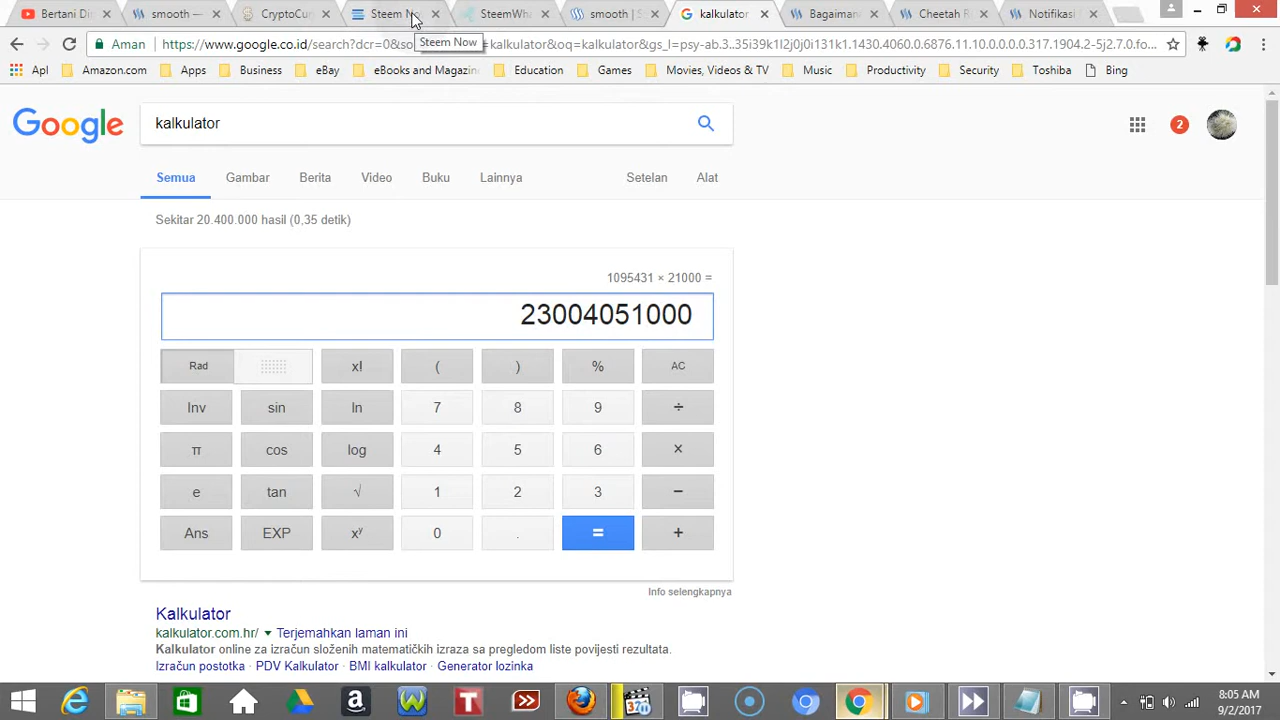 Bertani Di
smooth —
CryptoCur
Steem N
SteemWha
smooth | S
kalkulator
Bagaiman
Cheetah R
Notifikasi
Steem Now
Aman
https://www.google.co.id/search?dcr=0&so
=kalkulator&oq=kalkulator&gs_l=psy-ab.3..35i39k1l2j0j0i131k1.1430.4060.0.6876.11.10.0.0.0.0.317.1904.2-5j2.7.0.fo...
Apl Amazon.com Apps Business eBay eBooks and Magazin Education Games Movies, Videos & TV Music Productivity Security Toshiba Bing
Google
kalkulator
2
Semua Gambar Berita Video Buku Lainnya Setelan Alat
Sekitar 20.400.000 hasil (0,35 detik)
1095431 × 21000 =
23004051000
Rad x! ( ) % AC
Inv sin ln 7 8 9 ÷
π cos log 4 5 6 ×
e tan √ 1 2 3 −
Ans EXP xʸ 0 . = +
Info selengkapnya
Kalkulator
kalkulator.com.hr/ Terjemahkan laman ini
Kalkulator online za izračun složenih matematičkih izraza sa pregledom liste povijesti rezultata.
Izračun postotka · PDV Kalkulator · BMI kalkulator · Generator lozinka
8:05 AM
9/2/2017